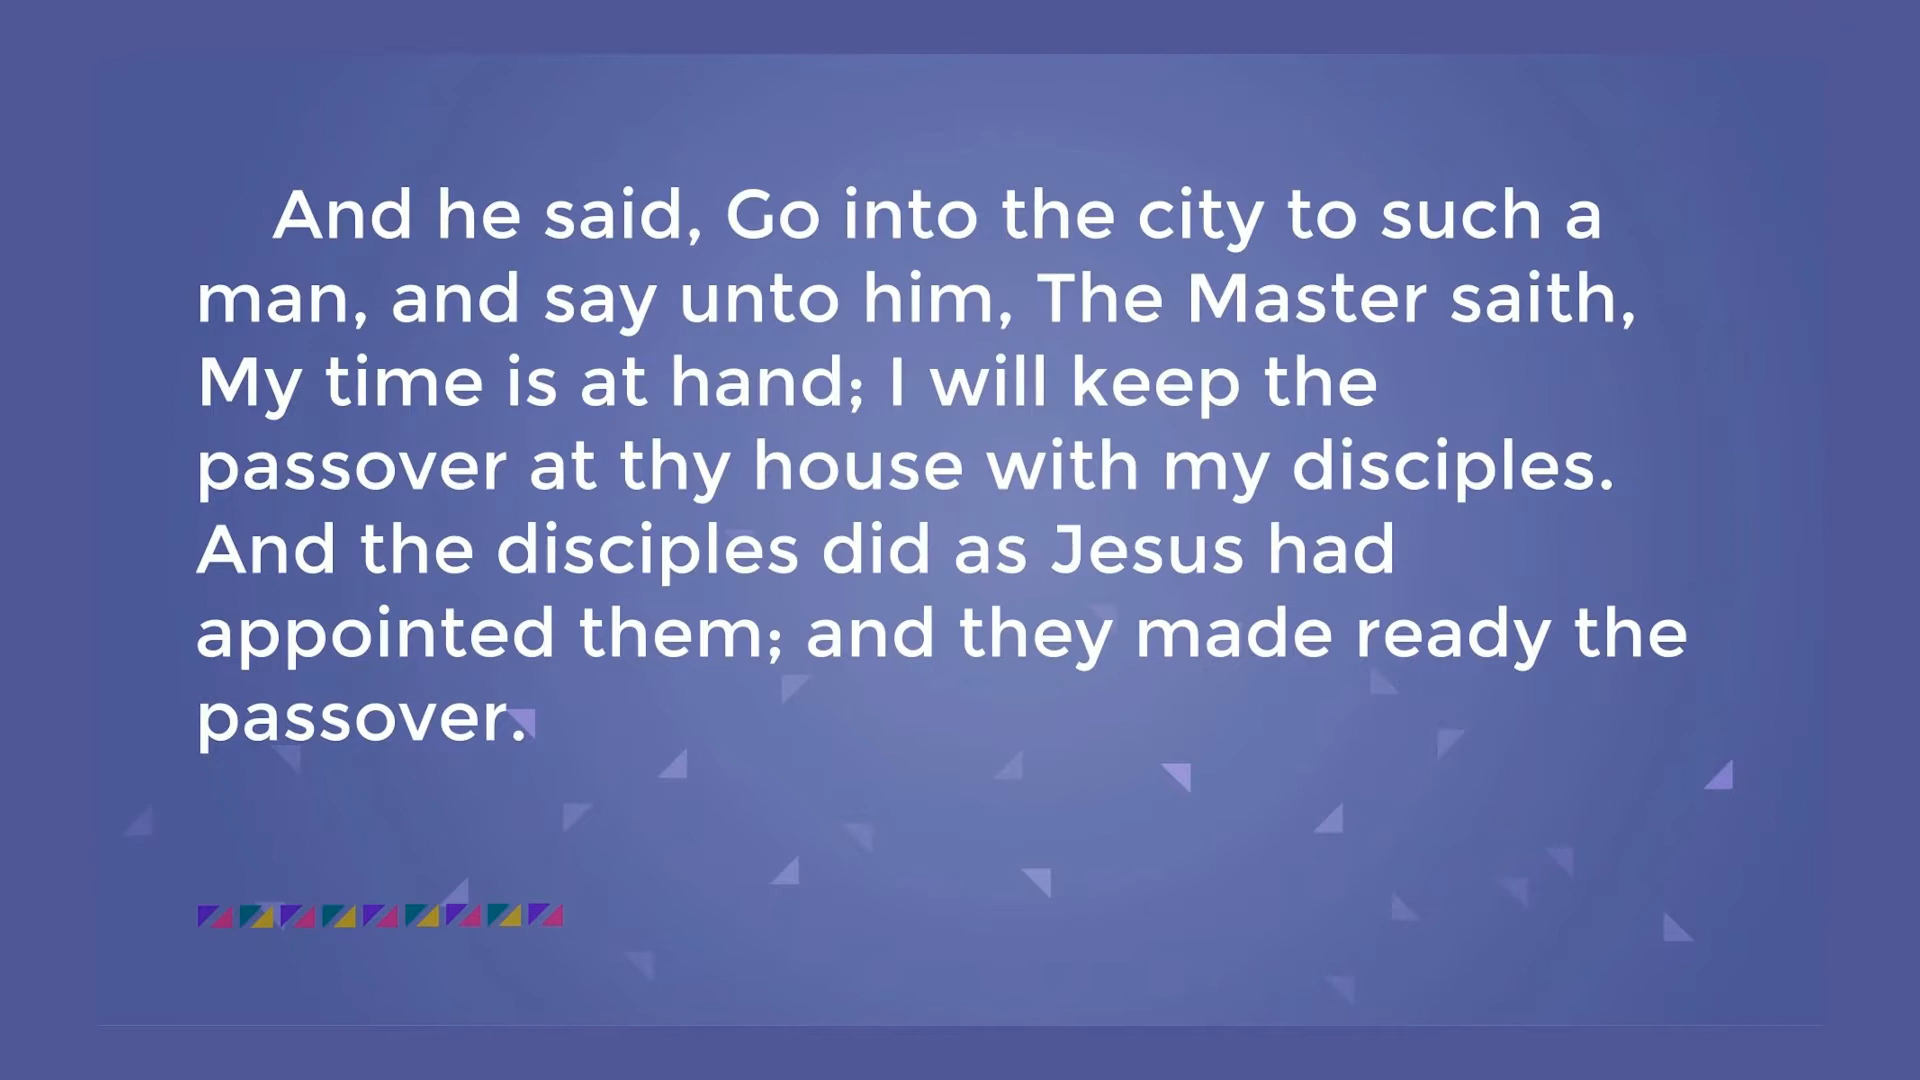 And he said, Go into the city to such a
man, and say unto him, The Master saith,
My time is at hand; I will keep the
passover at thy house with my disciples.
And the disciples did as Jesus had
appointed them; and they made ready the
passover.